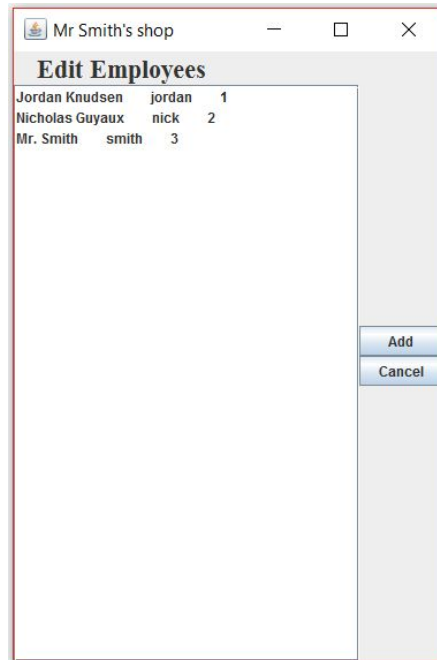 Mr Smith's shop
Edit Employees
Jordan Knudsen jordan 1
Nicholas Guyaux nick 2
Mr. Smith smith 3
Add
Cancel